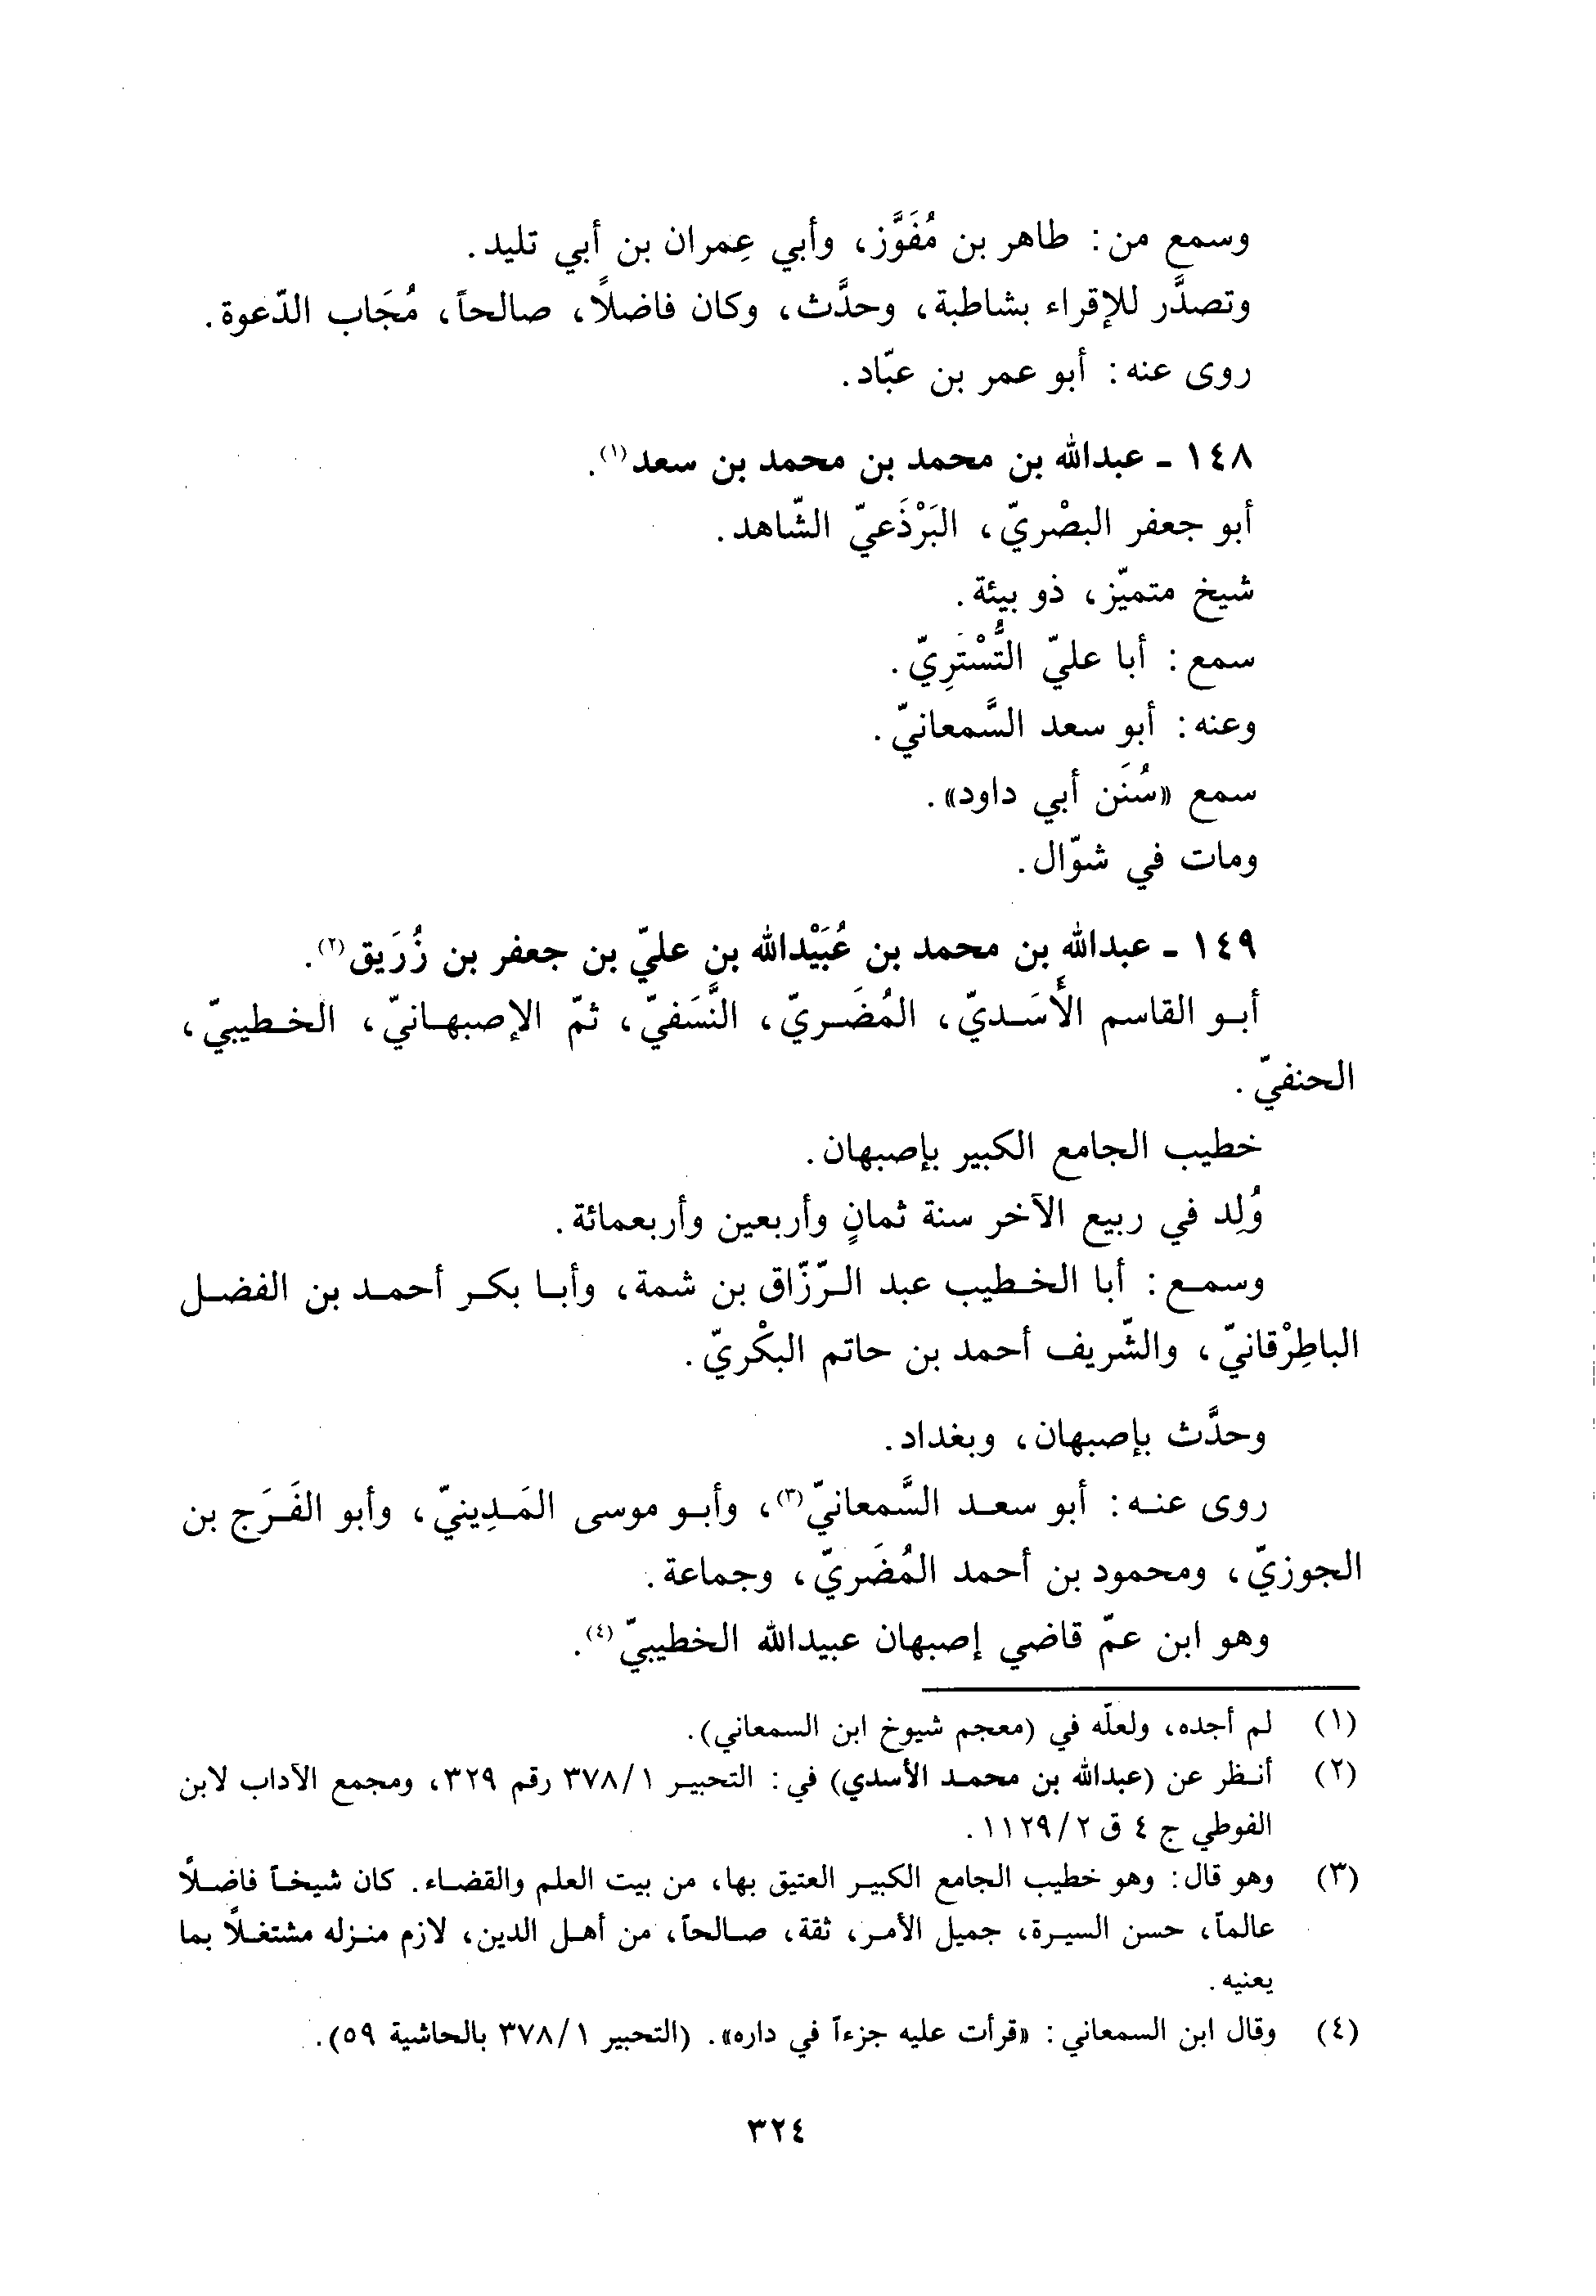 وسمع من: طاهر بن مُفَوَّز، وأبي عِمران بن أبي تليد.
وتصدَّر للإقراء بشاطبة، وحدَّث، وكان فاضلًا، صالحاً، مُجَاب الدّعوة.
روى عنه: أبو عمر بن عبّاد.
١٤٨ ـ عبدالله بن محمد بن محمد بن سعد(١).
أبو جعفر البصْريّ، البَرْذَعيّ الشّاهد.
شيخ متميّز، ذو بيئة.
سمع: أبا عليّ التُّسْتَرِيّ.
وعنه: أبو سعد السَّمعانيّ.
سمع «سُنَن أبي داود».
ومات في شوّال.
١٤٩ ـ عبدالله بن محمد بن عُبَيْدالله بن عليّ بن جعفر بن زُرَيق(٢).
أبو القاسم الأَسَديّ، المُضَريّ، النَّسَفيّ، ثمّ الإصبهانيّ، الخطيبيّ،
الحنفيّ.
خطيب الجامع الكبير بإصبهان.
وُلِد في ربيع الآخر سنة ثمانٍ وأربعين وأربعمائة.
وسمع: أبا الخطيب عبد الرّزّاق بن شمة، وأبا بكر أحمد بن الفضل
الباطِرْقانيّ، والشّريف أحمد بن حاتم البكْريّ.
وحدَّث بإصبهان، وبغداد.
روى عنه: أبو سعد السَّمعانيّ(٣)، وأبو موسى المَدِينيّ، وأبو الفَرَج بن
الجوزيّ، ومحمود بن أحمد المُضَريّ، وجماعة.
وهو ابن عمّ قاضي إصبهان عبيدالله الخطيبيّ(٤).
(١) لم أجده، ولعلّه في (معجم شيوخ ابن السمعاني).
(٢) أنظر عن (عبدالله بن محمد الأسدي) في: التحبير ١/ ٣٧٨ رقم ٣٢٩، ومجمع الآداب لابن
الفوطي ج ٤ ق ٢/ ١١٢٩.
(٣) وهو قال: وهو خطيب الجامع الكبير العتيق بها، من بيت العلم والقضاء. كان شيخاً فاضلًا
عالماً، حسن السيرة، جميل الأمر، ثقة، صالحاً، من أهل الدين، لازم منزله مشتغلًا بما
يعنيه.
(٤) وقال ابن السمعاني: «قرأت عليه جزءاً في داره». (التحبير ١/ ٣٧٨ بالحاشية ٥٩).
٣٢٤